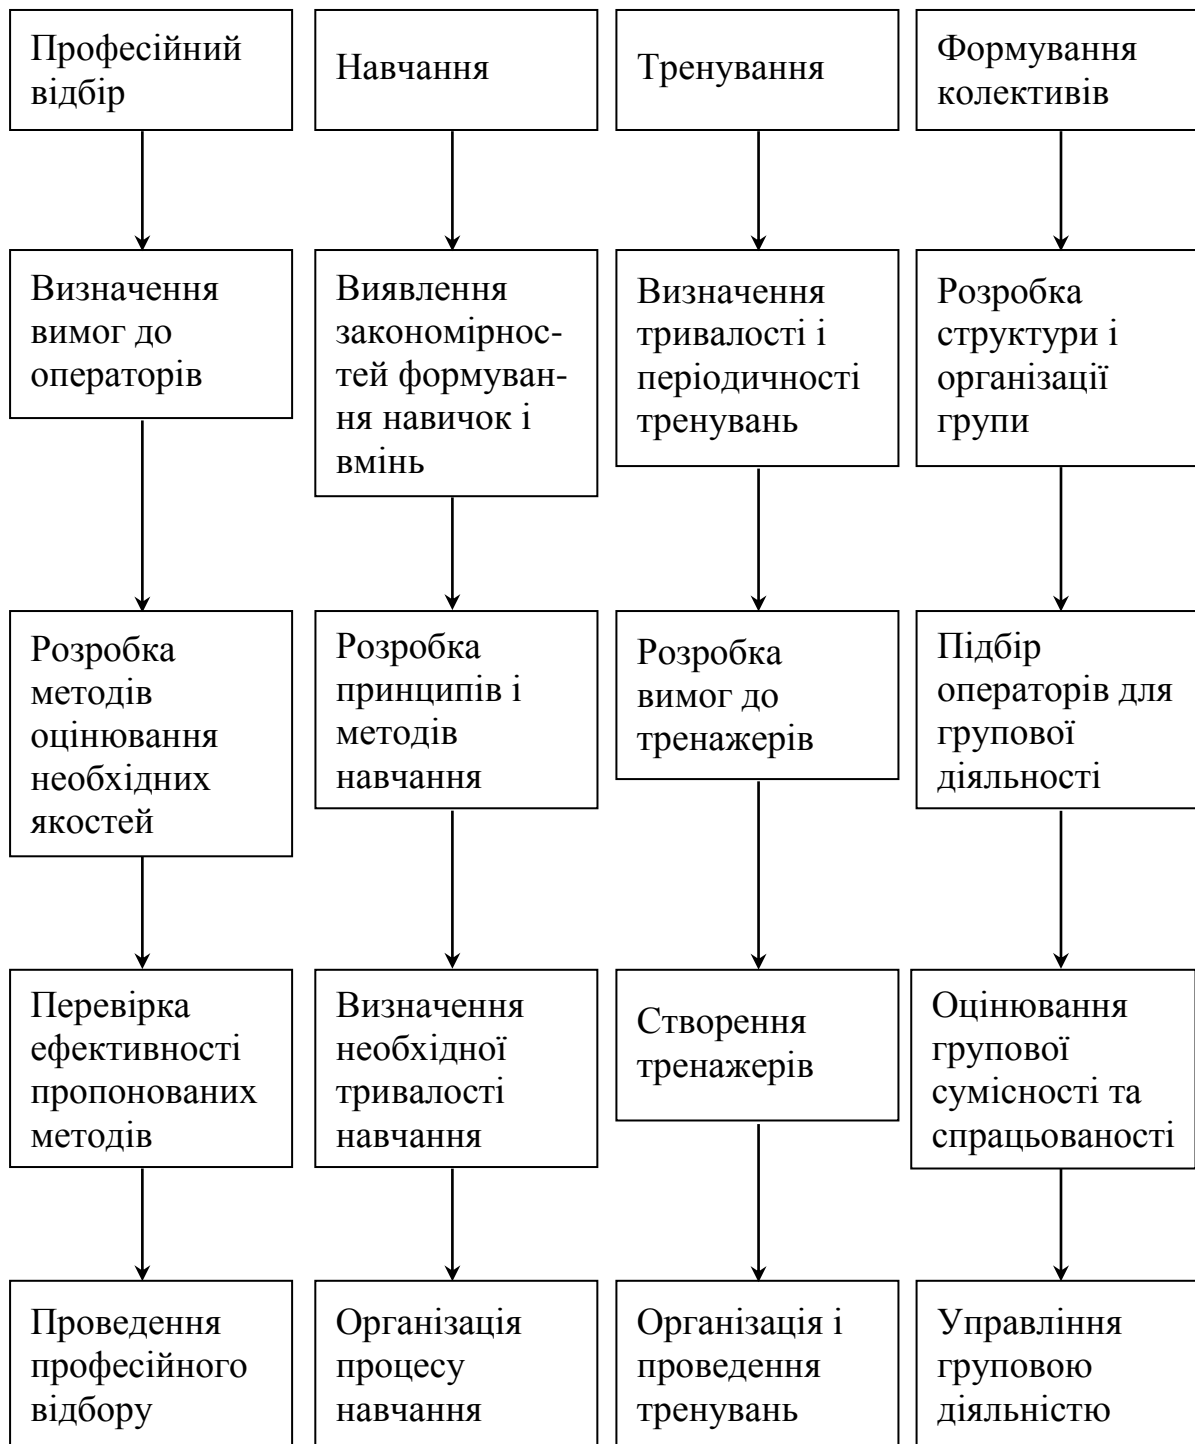 Професійний
відбір
Навчання
Тренування
Формування
колективів
Визначення
вимог до
операторів
Виявлення
закономірнос-
тей формуван-
ня навичок і
вмінь
Визначення
тривалості і
періодичності
тренувань
Розробка
структури і
організації
групи
Розробка
методів
оцінювання
необхідних
якостей
Розробка
принципів і
методів
навчання
Розробка
вимог до
тренажерів
Підбір
операторів для
групової
діяльності
Перевірка
ефективності
пропонованих
методів
Визначення
необхідної
тривалості
навчання
Створення
тренажерів
Оцінювання
групової
сумісності та
спрацьованості
Проведення
професійного
відбору
Організація
процесу
навчання
Організація і
проведення
тренувань
Управління
груповою
діяльністю